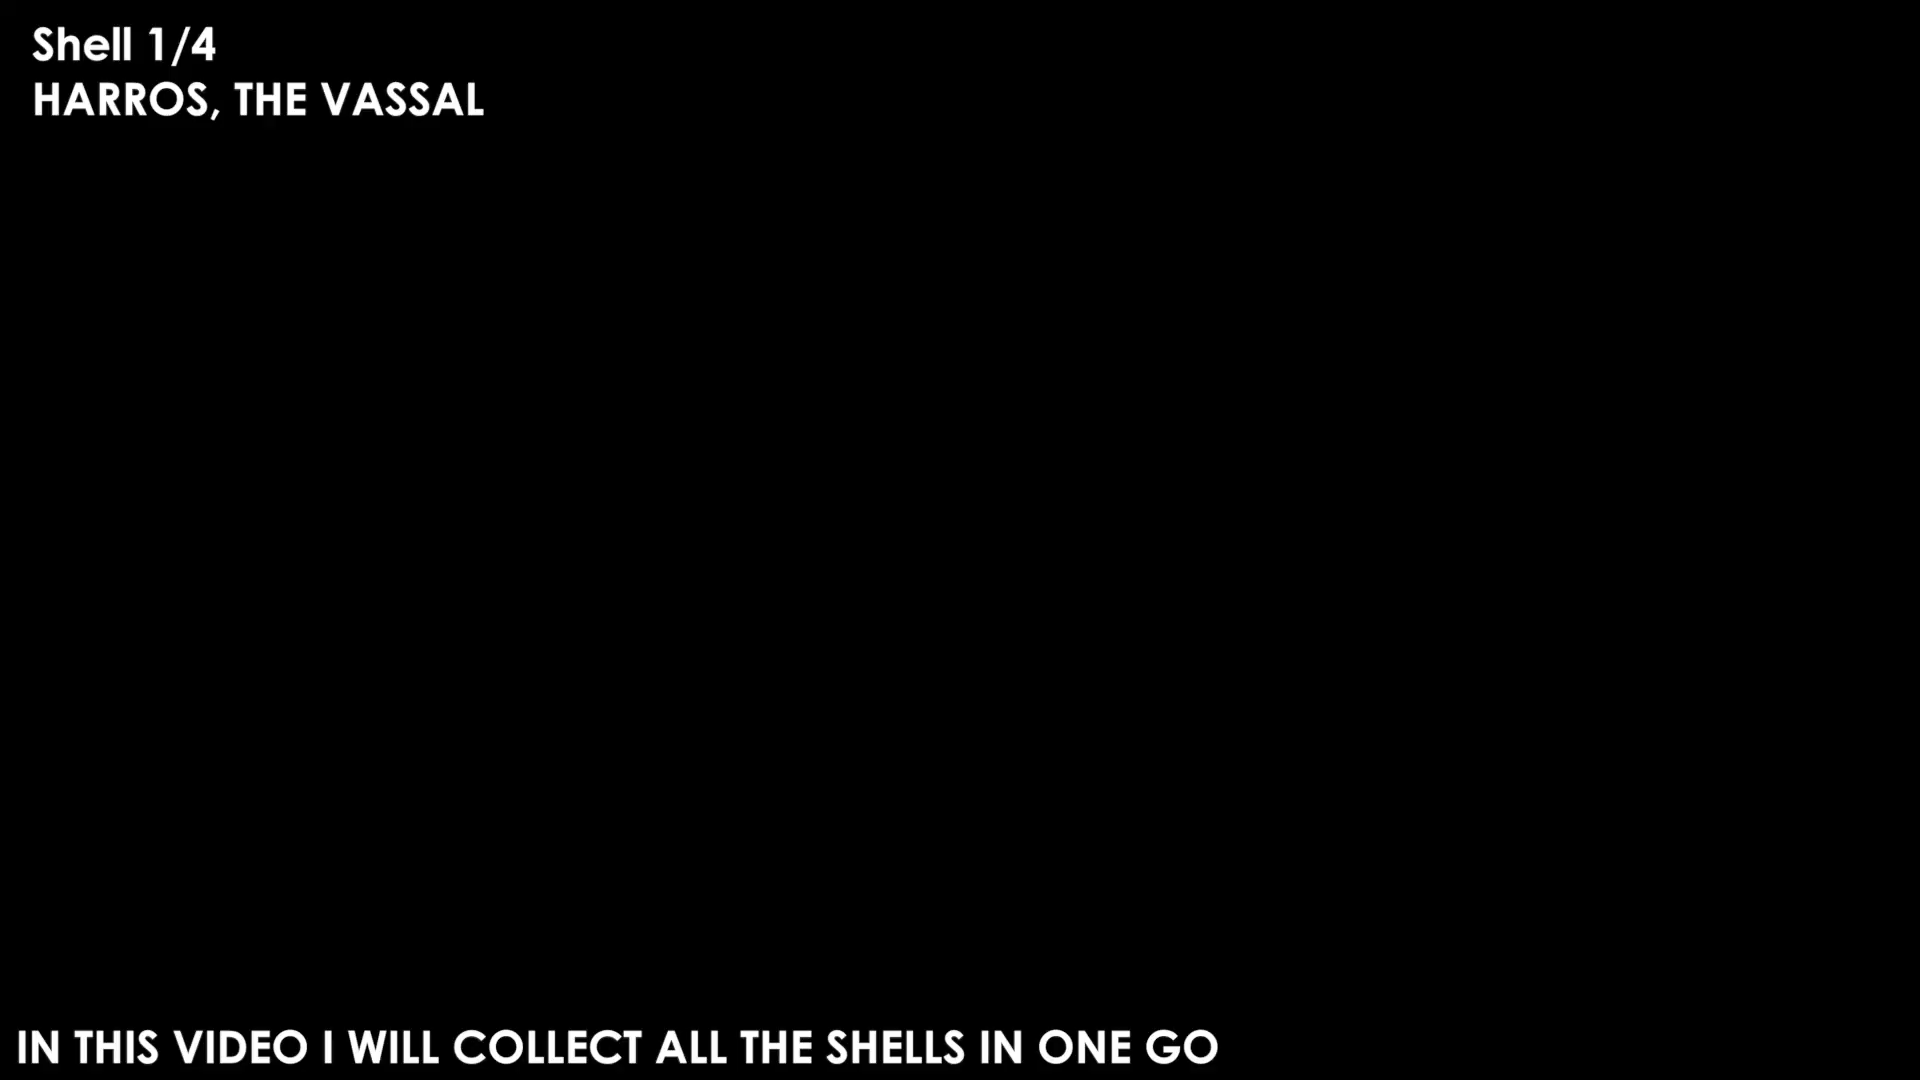 Shell 1/4
HARROS, THE VASSAL
IN THIS VIDEO I WILL COLLECT ALL THE SHELLS IN ONE GO